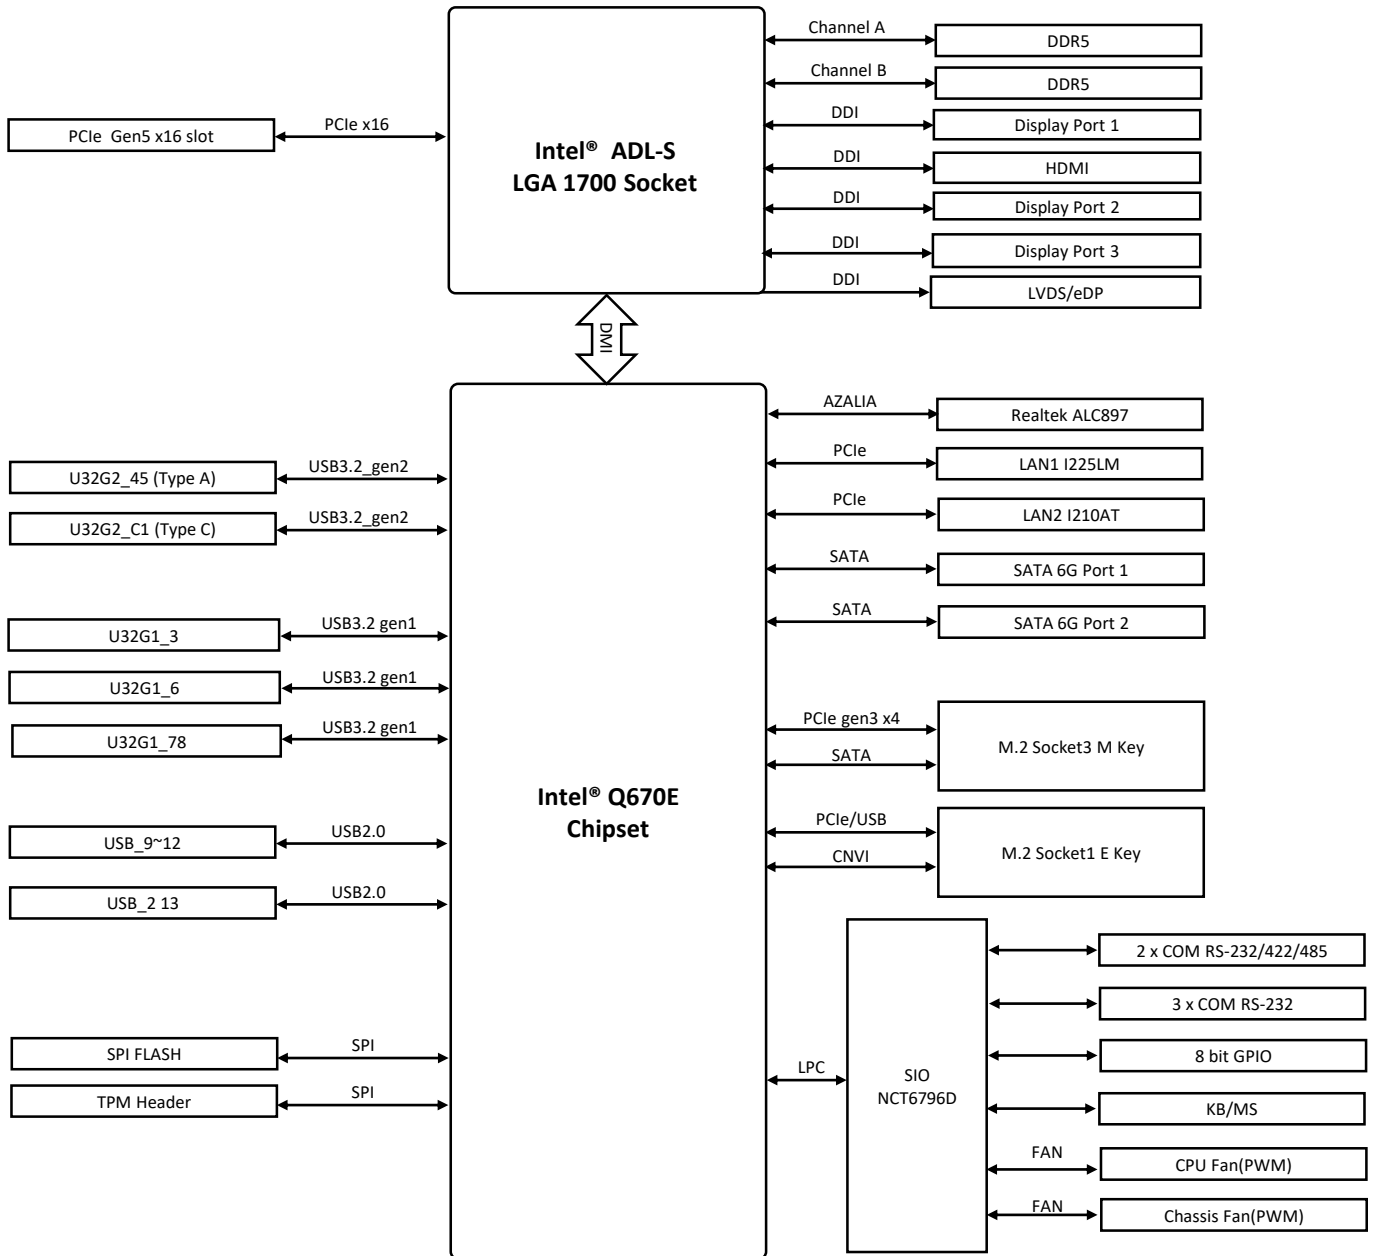 Channel A
DDR5
Channel B
DDR5
PCIe Gen5 x16 slot
PCIe x16
Intel® ADL-S
LGA 1700 Socket
DDI
Display Port 1
DDI
HDMI
DDI
Display Port 2
DDI
Display Port 3
DDI
LVDS/eDP
DMI
AZALIA
Realtek ALC897
U32G2_45 (Type A)
USB3.2_gen2
PCIe
LAN1 I225LM
U32G2_C1 (Type C)
USB3.2_gen2
PCIe
LAN2 I210AT
SATA
SATA 6G Port 1
U32G1_3
USB3.2 gen1
SATA
SATA 6G Port 2
U32G1_6
USB3.2 gen1
U32G1_78
USB3.2 gen1
PCIe gen3 x4
SATA
M.2 Socket3 M Key
Intel® Q670E
Chipset
USB_9~12
USB2.0
PCIe/USB
CNVI
M.2 Socket1 E Key
USB_2 13
USB2.0
2 x COM RS-232/422/485
3 x COM RS-232
SPI FLASH
SPI
8 bit GPIO
LPC
SIO
NCT6796D
TPM Header
SPI
KB/MS
FAN
CPU Fan(PWM)
FAN
Chassis Fan(PWM)